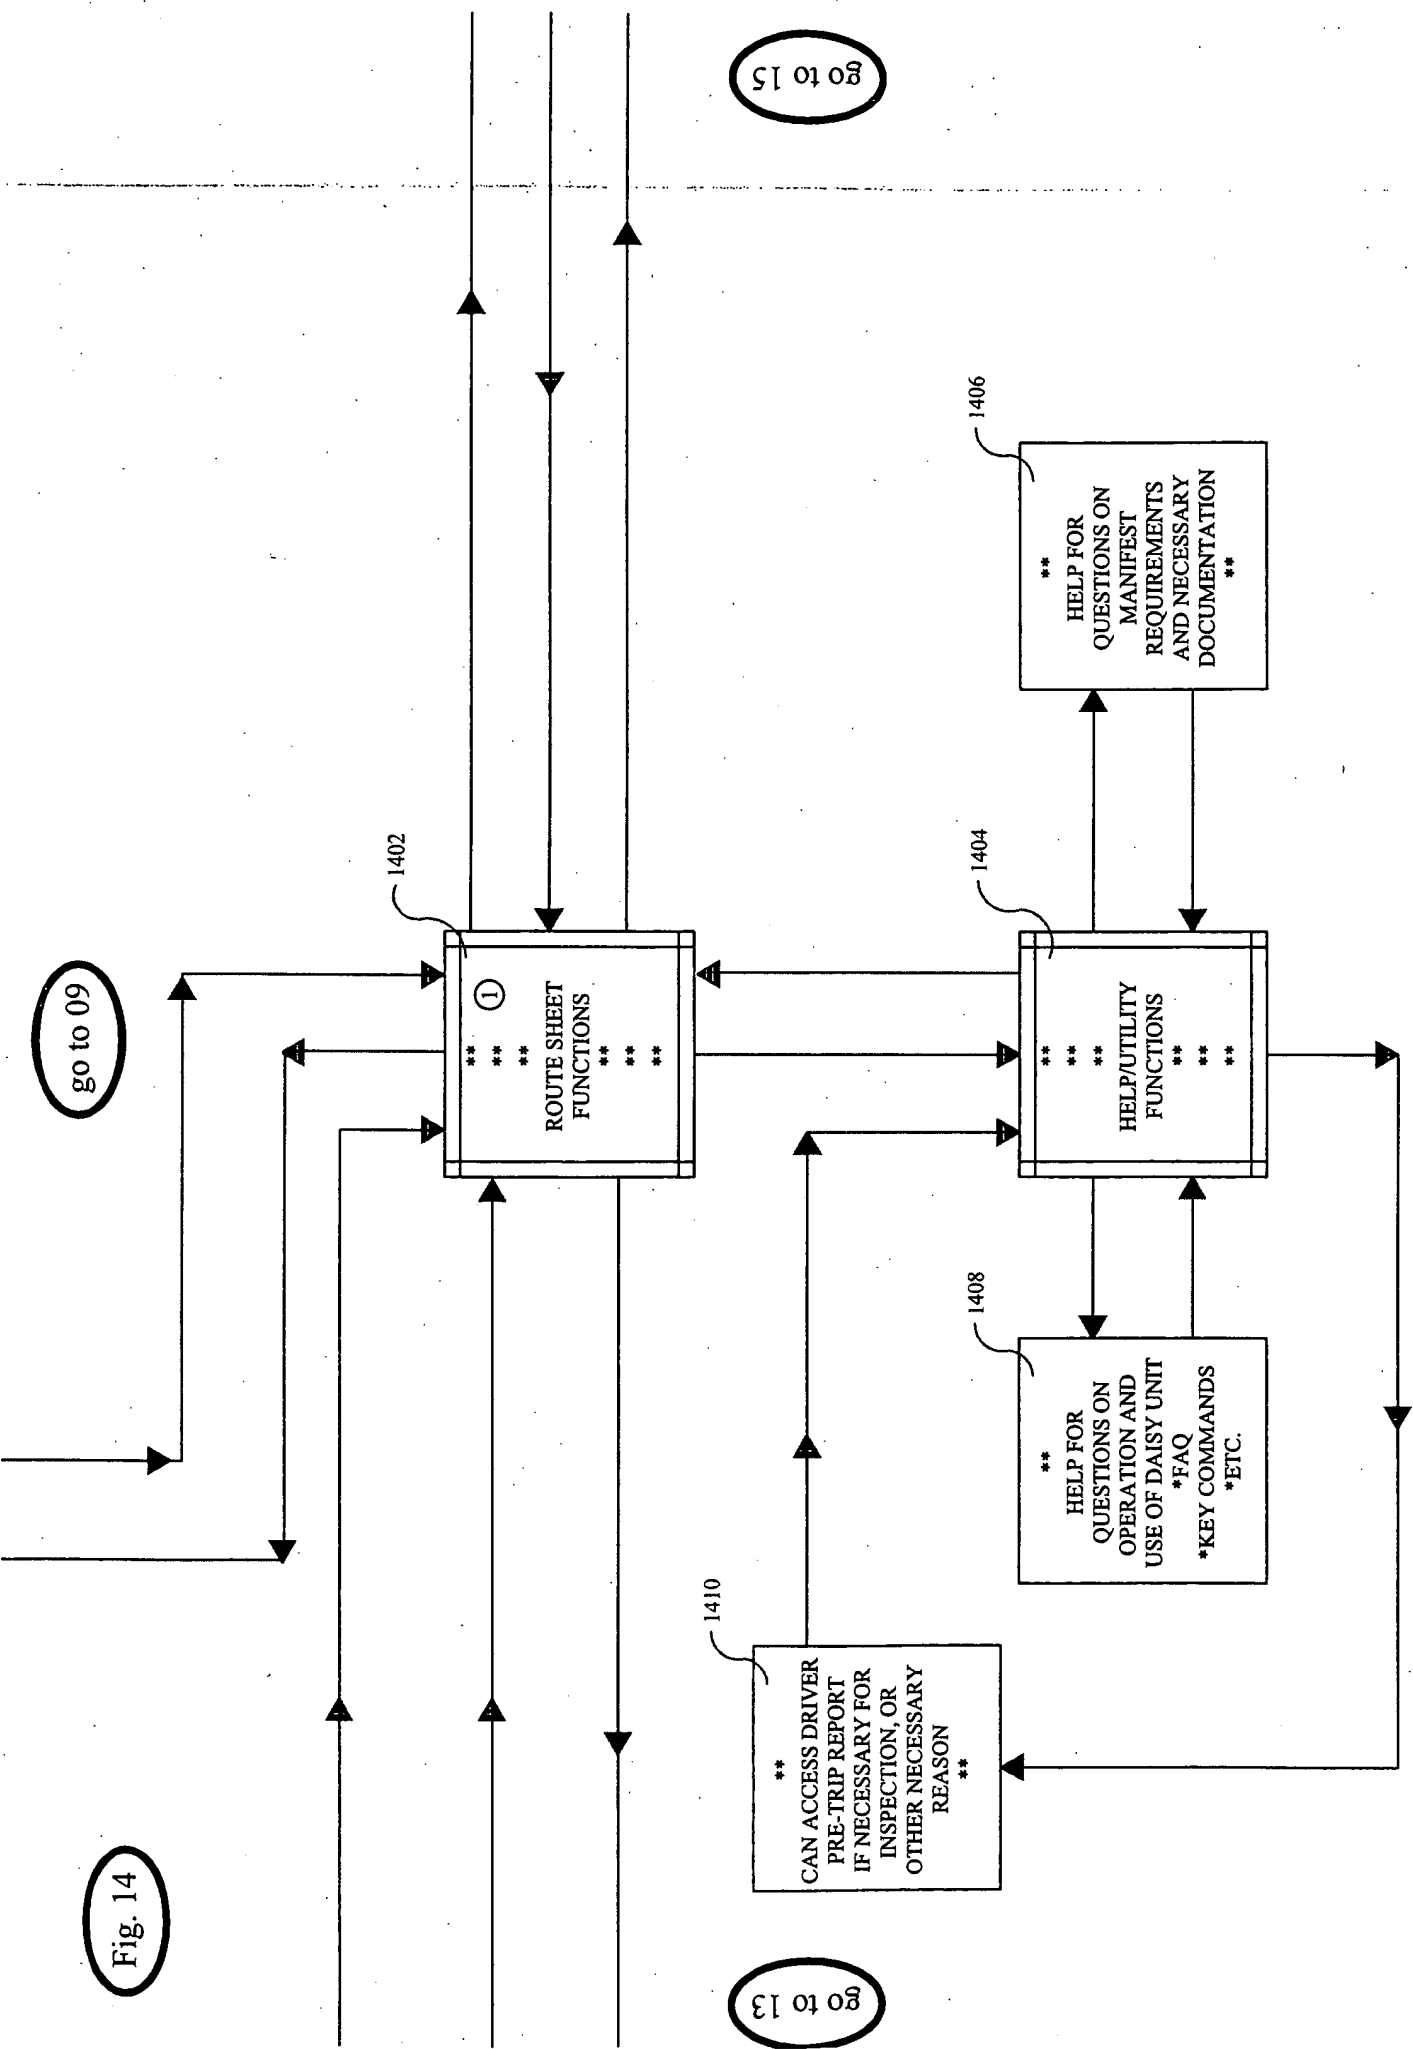 Fig. 14
go to 09
go to 13
go to 15
1402
①
**
**
**
ROUTE SHEET
FUNCTIONS
**
**
**
1410
**
CAN ACCESS DRIVER
PRE-TRIP REPORT
IF NECESSARY FOR
INSPECTION, OR
OTHER NECESSARY
REASON
**
1408
**
HELP FOR
QUESTIONS ON
OPERATION AND
USE OF DAISY UNIT
*FAQ
*KEY COMMANDS
*ETC.
1404
**
**
**
HELP/UTILITY
FUNCTIONS
**
**
**
1406
**
HELP FOR
QUESTIONS ON
MANIFEST
REQUIREMENTS
AND NECESSARY
DOCUMENTATION
**